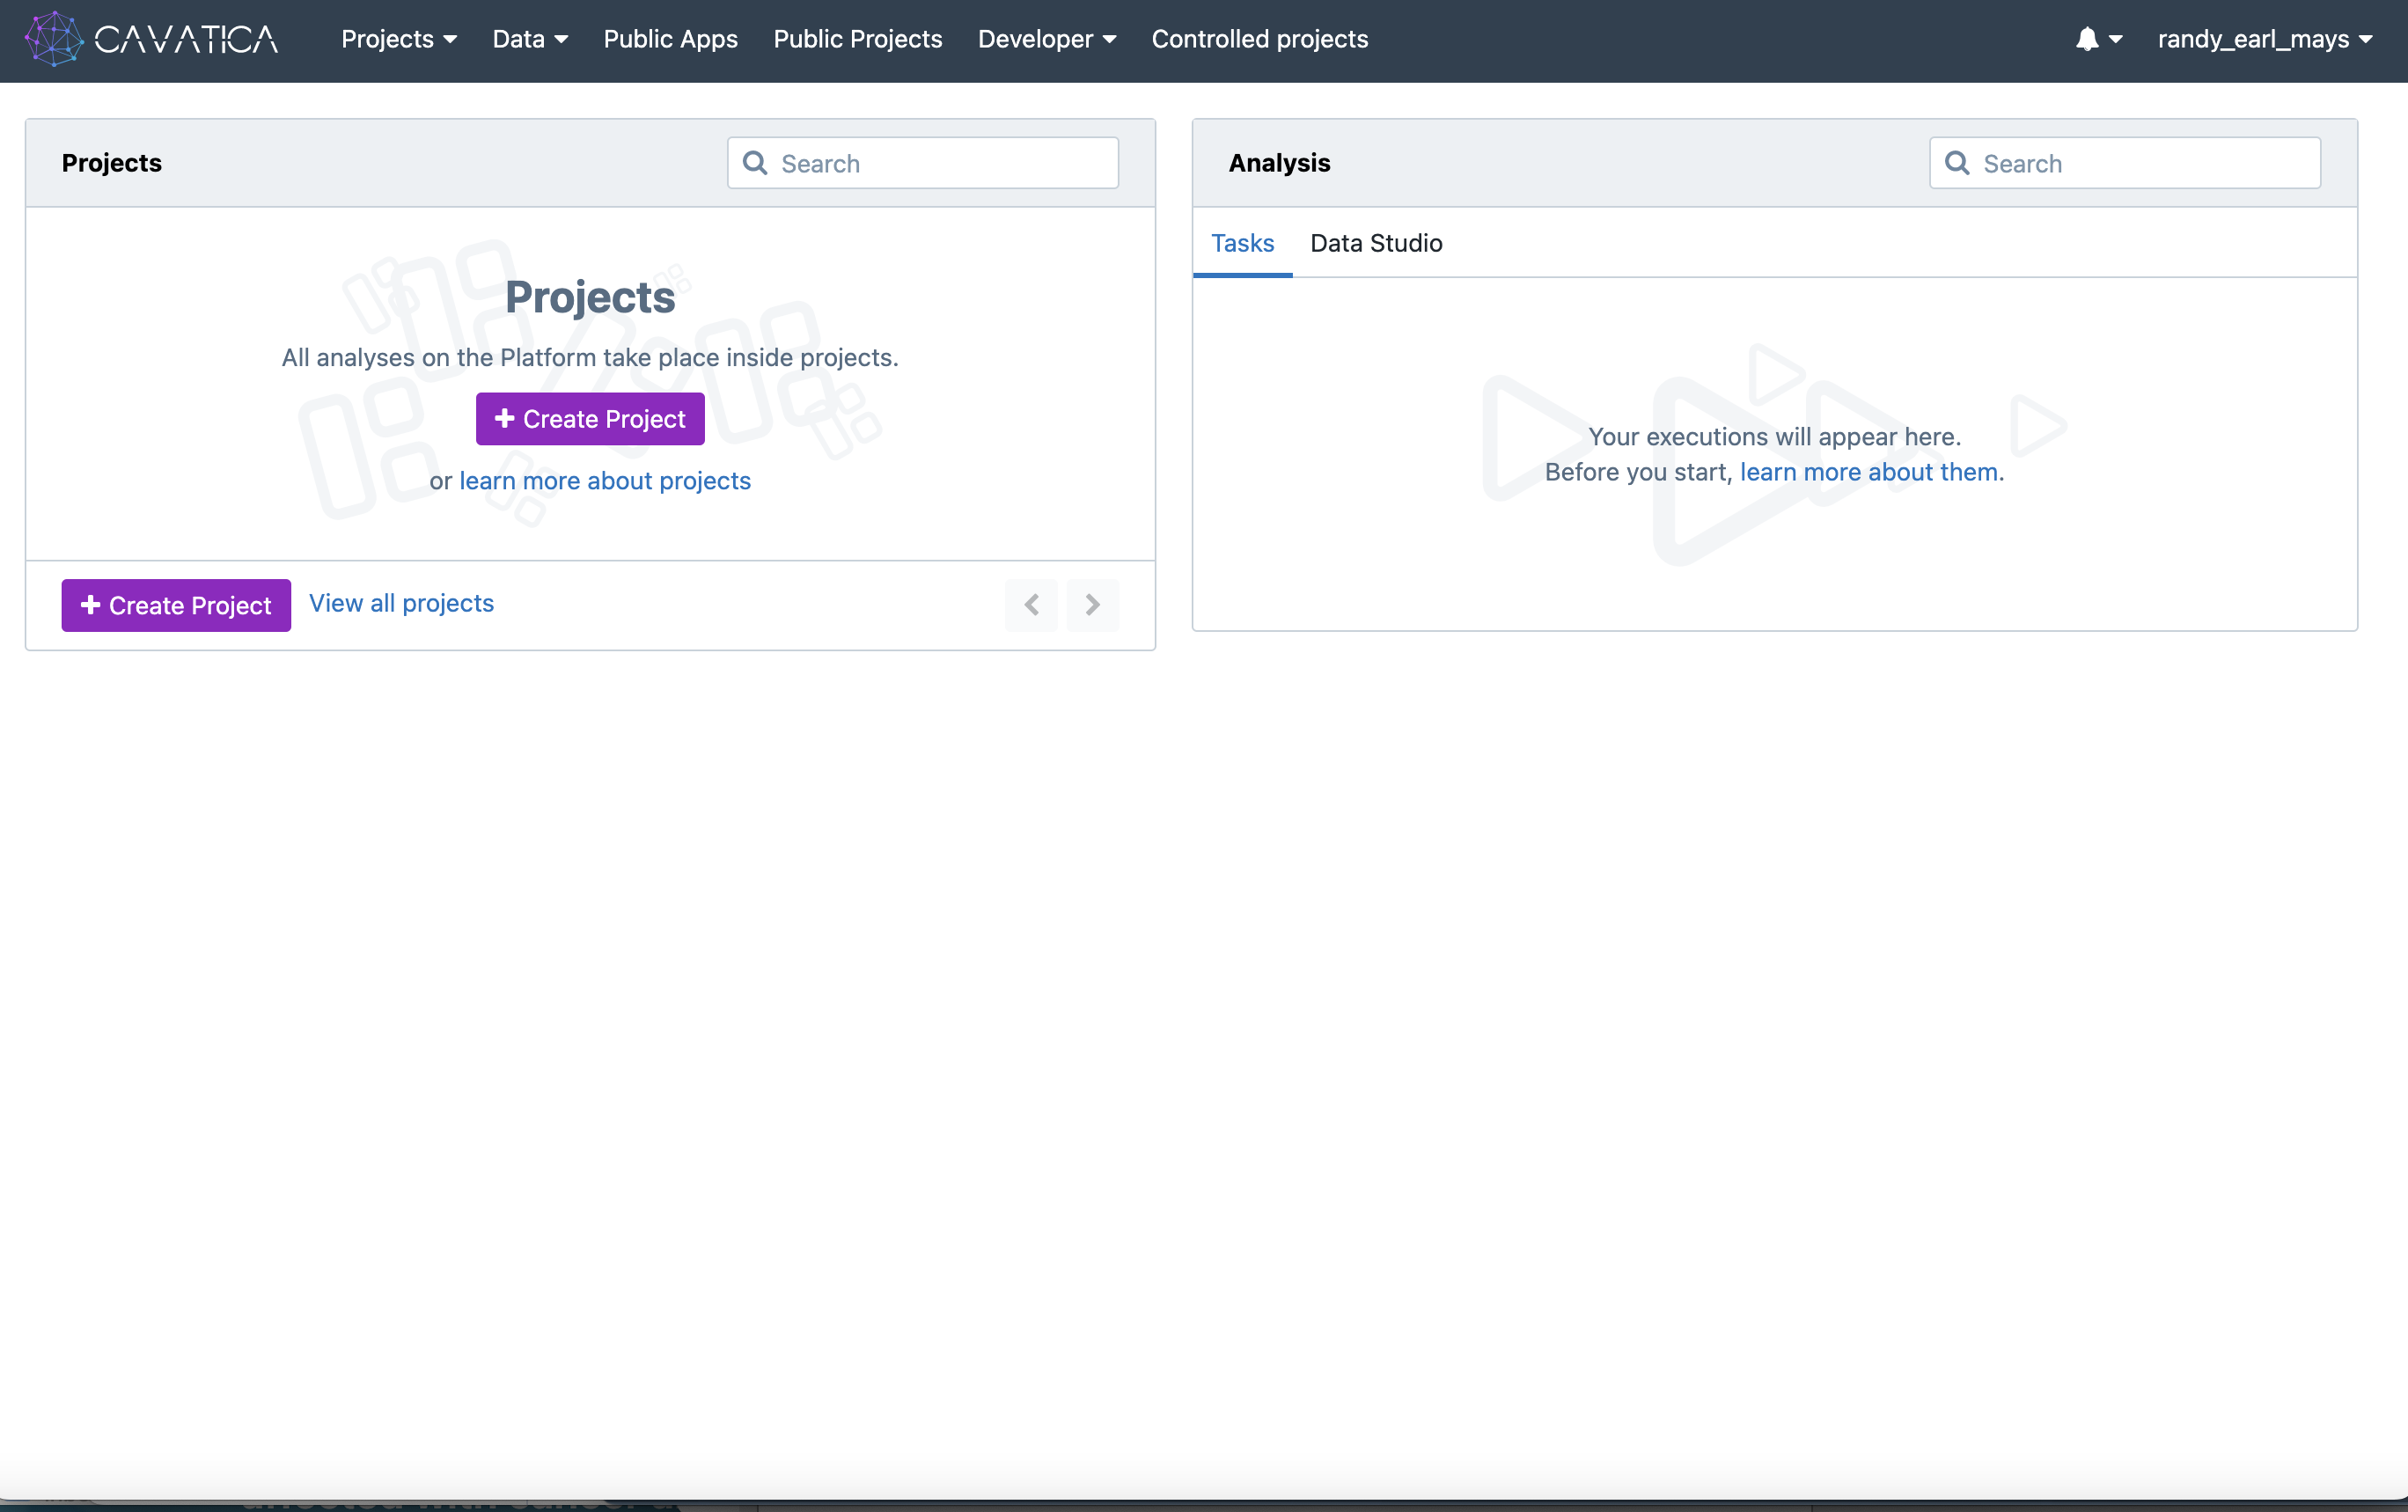 CAVATICA Projects Data Public Apps Public Projects Developer Controlled projects randy_earl_mays
Projects
Search
Projects
All analyses on the Platform take place inside projects.
Create Project
or learn more about projects
Create Project View all projects
Analysis
Search
Tasks Data Studio
Your executions will appear here.
Before you start, learn more about them.